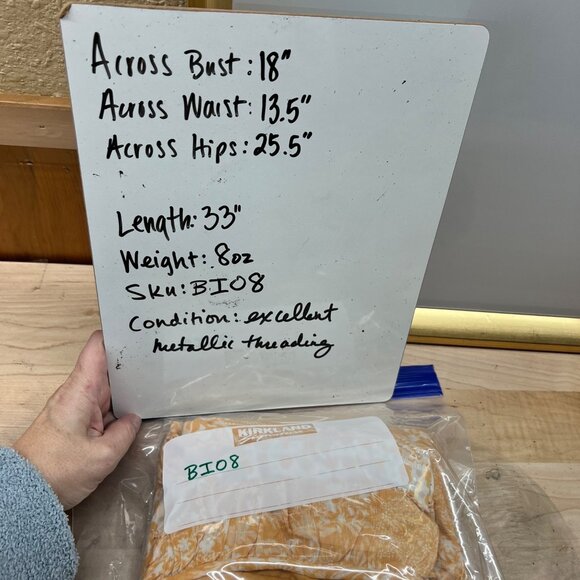 Across Bust: 18"
Across Waist: 13.5"
Across Hips: 25.5"
Length: 33"
Weight: 8oz
Sku: BI08
Condition: excellent
metallic threading
KIRKLAND
BI08